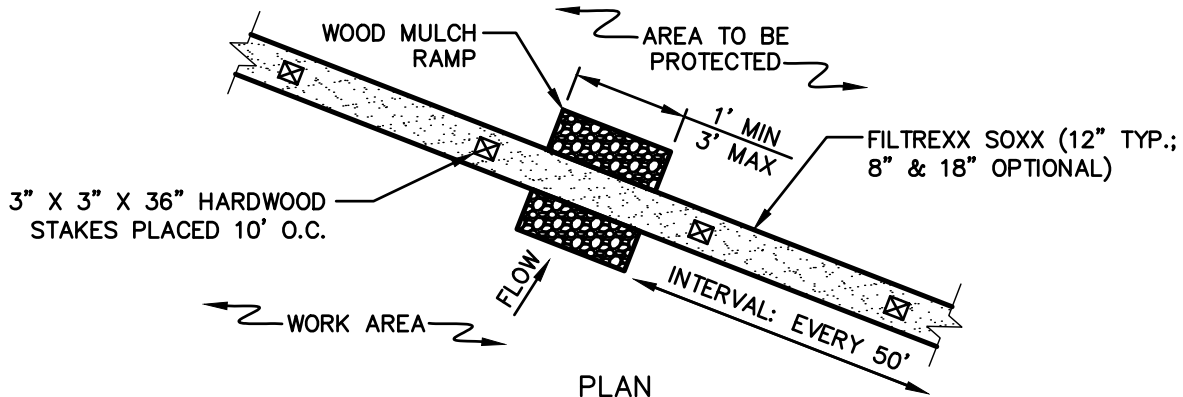 WOOD MULCH
RAMP
AREA TO BE
PROTECTED
1' MIN
3' MAX
FILTREXX SOXX (12” TYP.;
8” & 18” OPTIONAL)
3” X 3” X 36” HARDWOOD
STAKES PLACED 10' O.C.
FLOW
INTERVAL: EVERY 50'
WORK AREA
PLAN